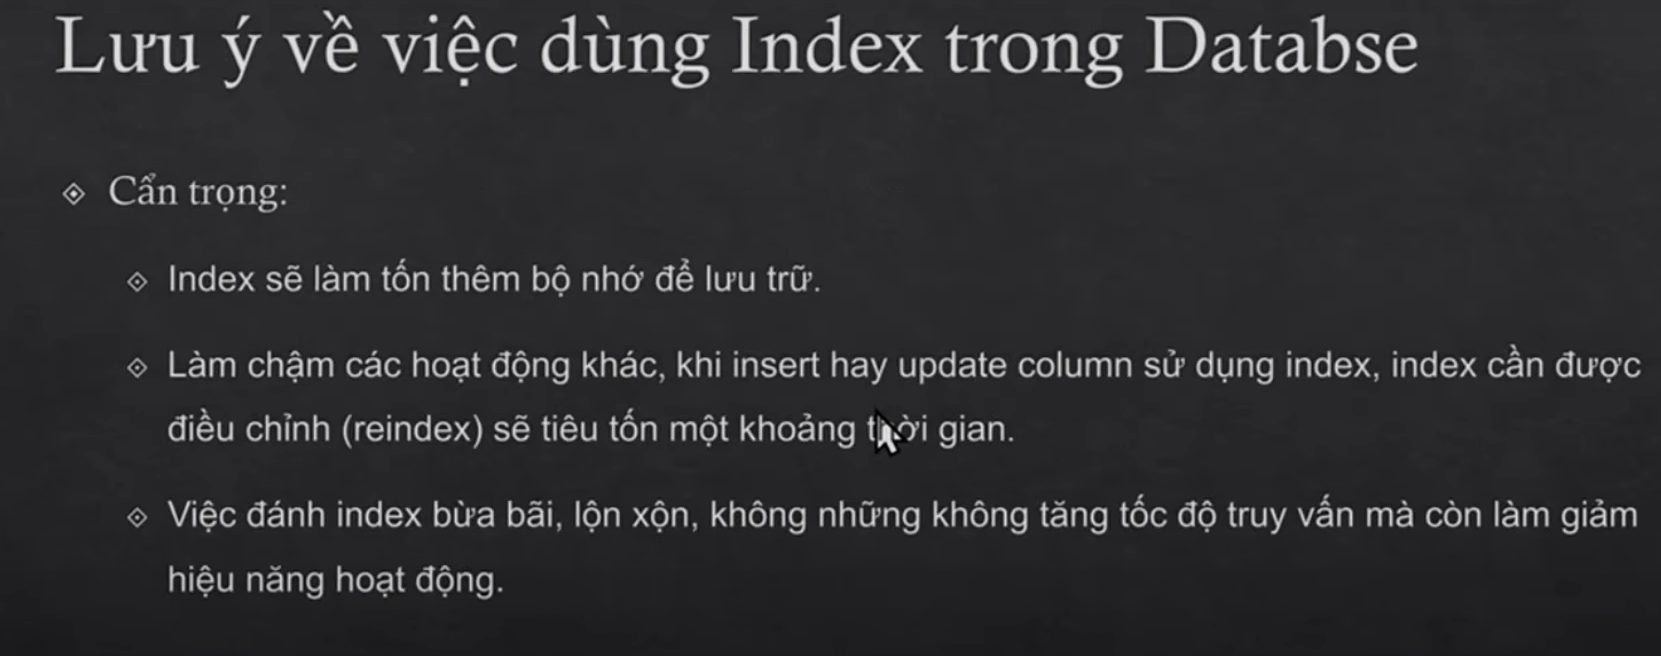 Lưu ý về việc dùng Index trong Databse
Cẩn trọng:
Index sẽ làm tốn thêm bộ nhớ để lưu trữ.
Làm chậm các hoạt động khác, khi insert hay update column sử dụng index, index cần được
điều chỉnh (reindex) sẽ tiêu tốn một khoảng thời gian.
Việc đánh index bừa bãi, lộn xộn, không những không tăng tốc độ truy vấn mà còn làm giảm
hiệu năng hoạt động.